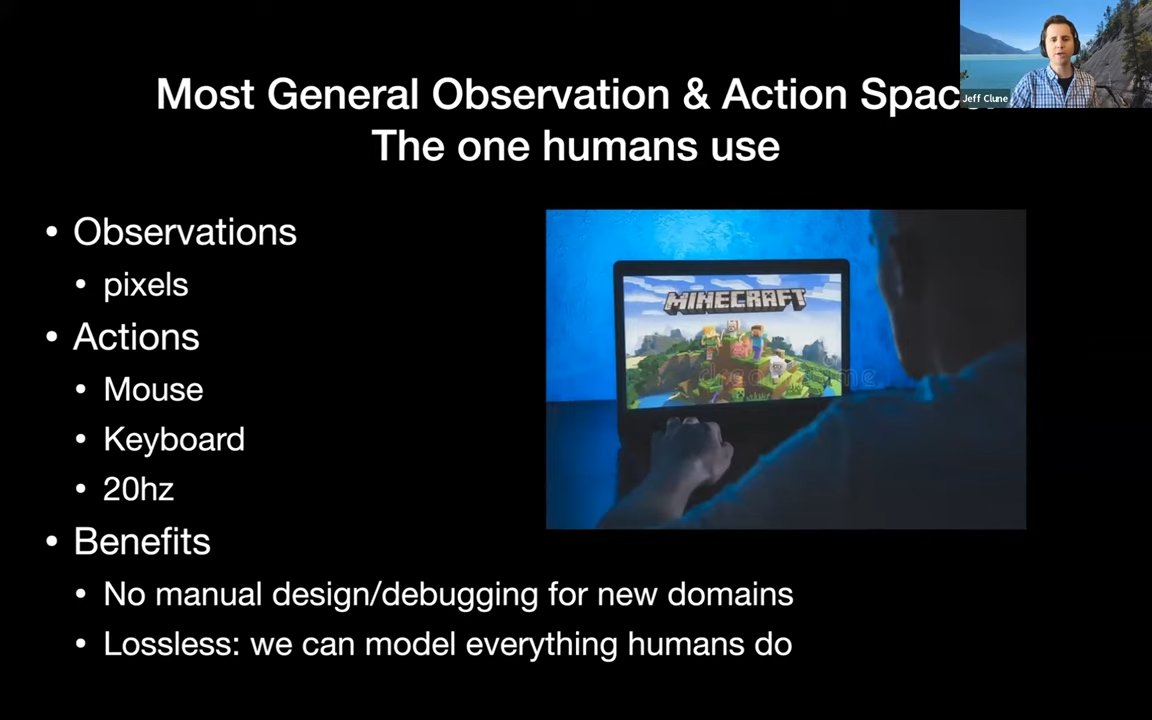 Most General Observation & Action Spac
Jeff Clune
The one humans use
• Observations
• pixels
• Actions
• Mouse
• Keyboard
• 20hz
• Benefits
• No manual design/debugging for new domains
• Lossless: we can model everything humans do
MINECRAFT
dreamstime